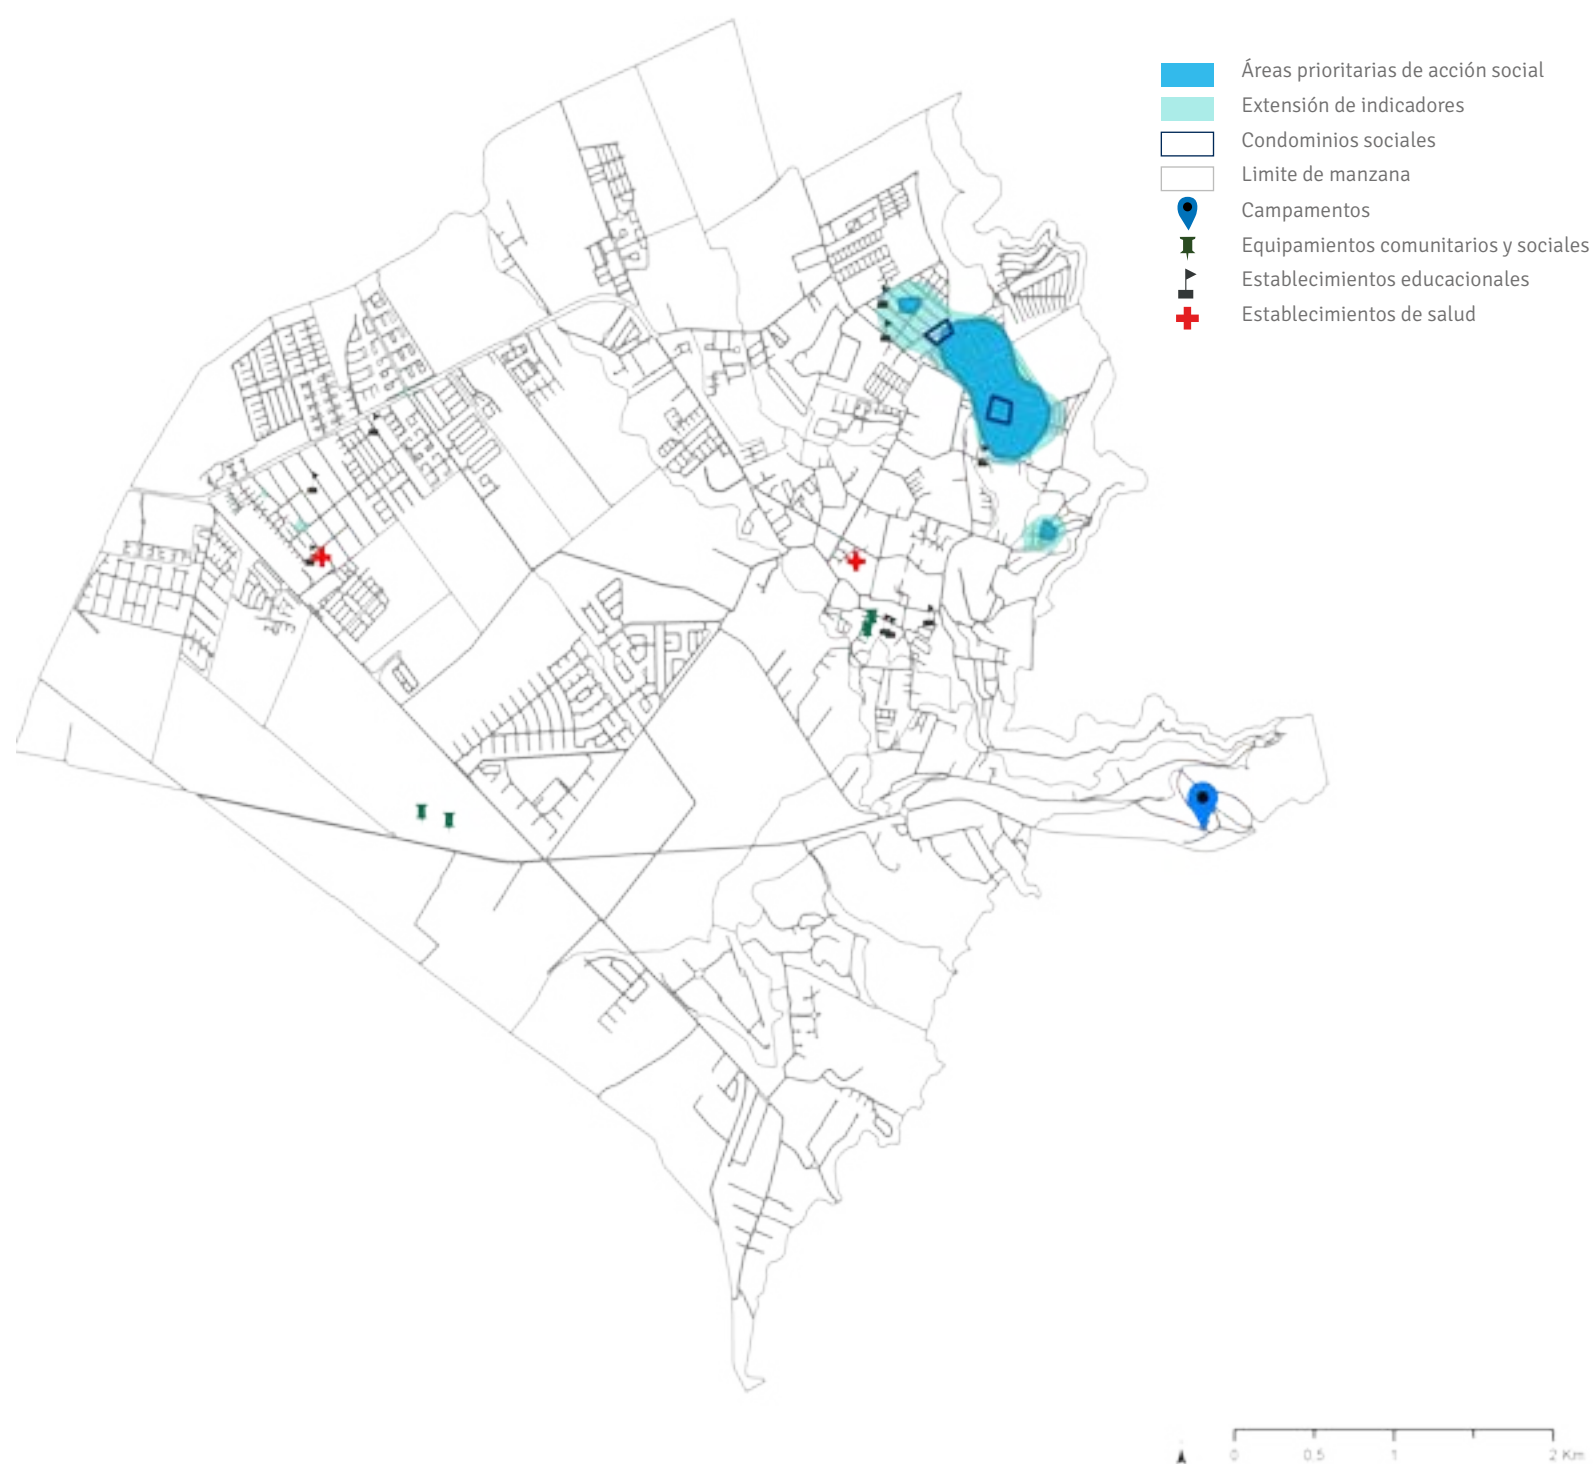 Áreas prioritarias de acción social
Extensión de indicadores
Condominios sociales
Limite de manzana
Campamentos
Equipamientos comunitarios y sociales
Establecimientos educacionales
Establecimientos de salud
0 0.5 1 2 Km